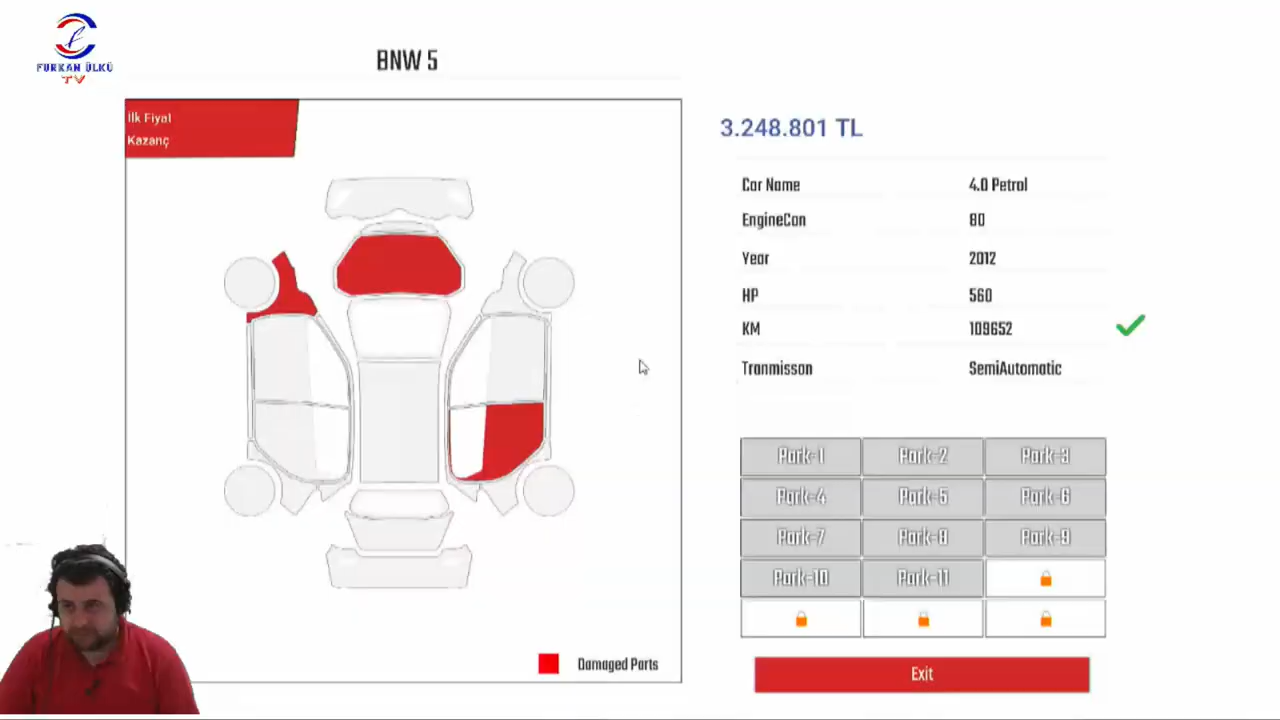 FURKAN ÜLKÜ
TV
BNW 5
İlk Fiyat
Kazanç
3.248.801 TL
Car Name 4.0 Petrol
EngineCon 80
Year 2012
HP 560
KM 109652
Tranmisson SemiAutomatic
Park-1 Park-2 Park-3
Park-4 Park-5 Park-6
Park-7 Park-8 Park-9
Park-10 Park-11
Damaged Parts
Exit